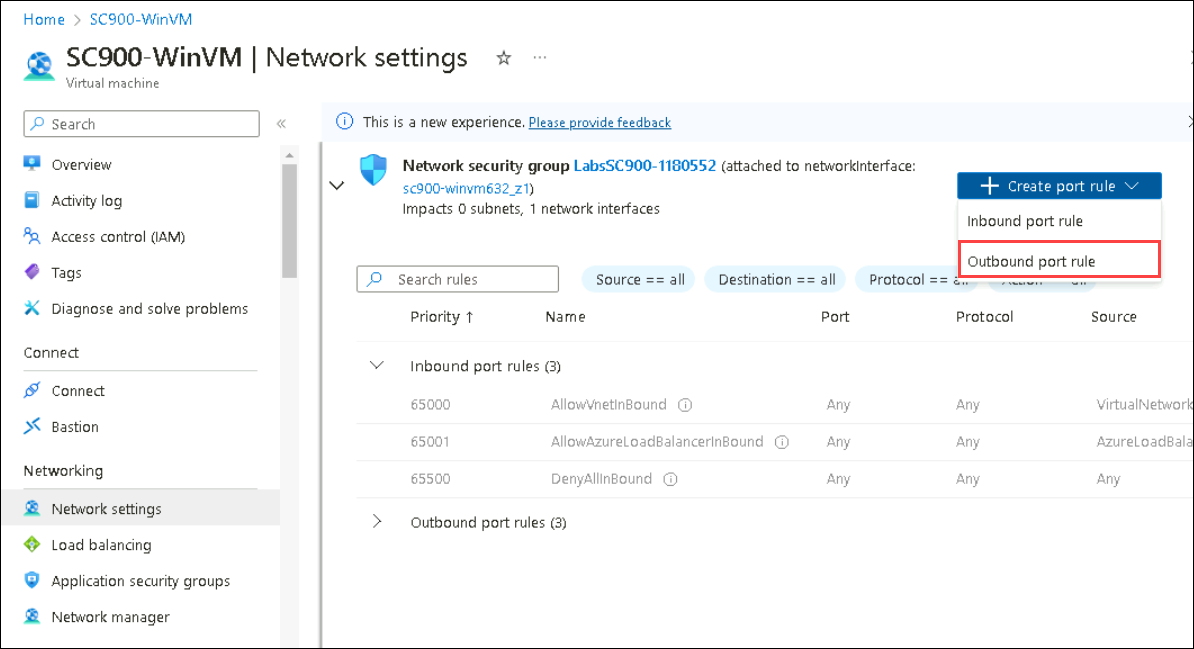 Home > SC900-WinVM
SC900-WinVM | Network settings
Virtual machine
Search
Overview
Activity log
Access control (IAM)
Tags
Diagnose and solve problems
Connect
Connect
Bastion
Networking
Network settings
Load balancing
Application security groups
Network manager
This is a new experience. Please provide feedback
Network security group LabsSC900-1180552 (attached to networkInterface:
sc900-winvm632_z1)
Impacts 0 subnets, 1 network interfaces
Create port rule
Inbound port rule
Outbound port rule
Search rules
Source == all Destination == all Protocol == all
Priority ↑ Name Port Protocol Source
Inbound port rules (3)
65000 AllowVnetInBound Any Any VirtualNetwork
65001 AllowAzureLoadBalancerInBound Any Any AzureLoadBala
65500 DenyAllInBound Any Any Any
Outbound port rules (3)